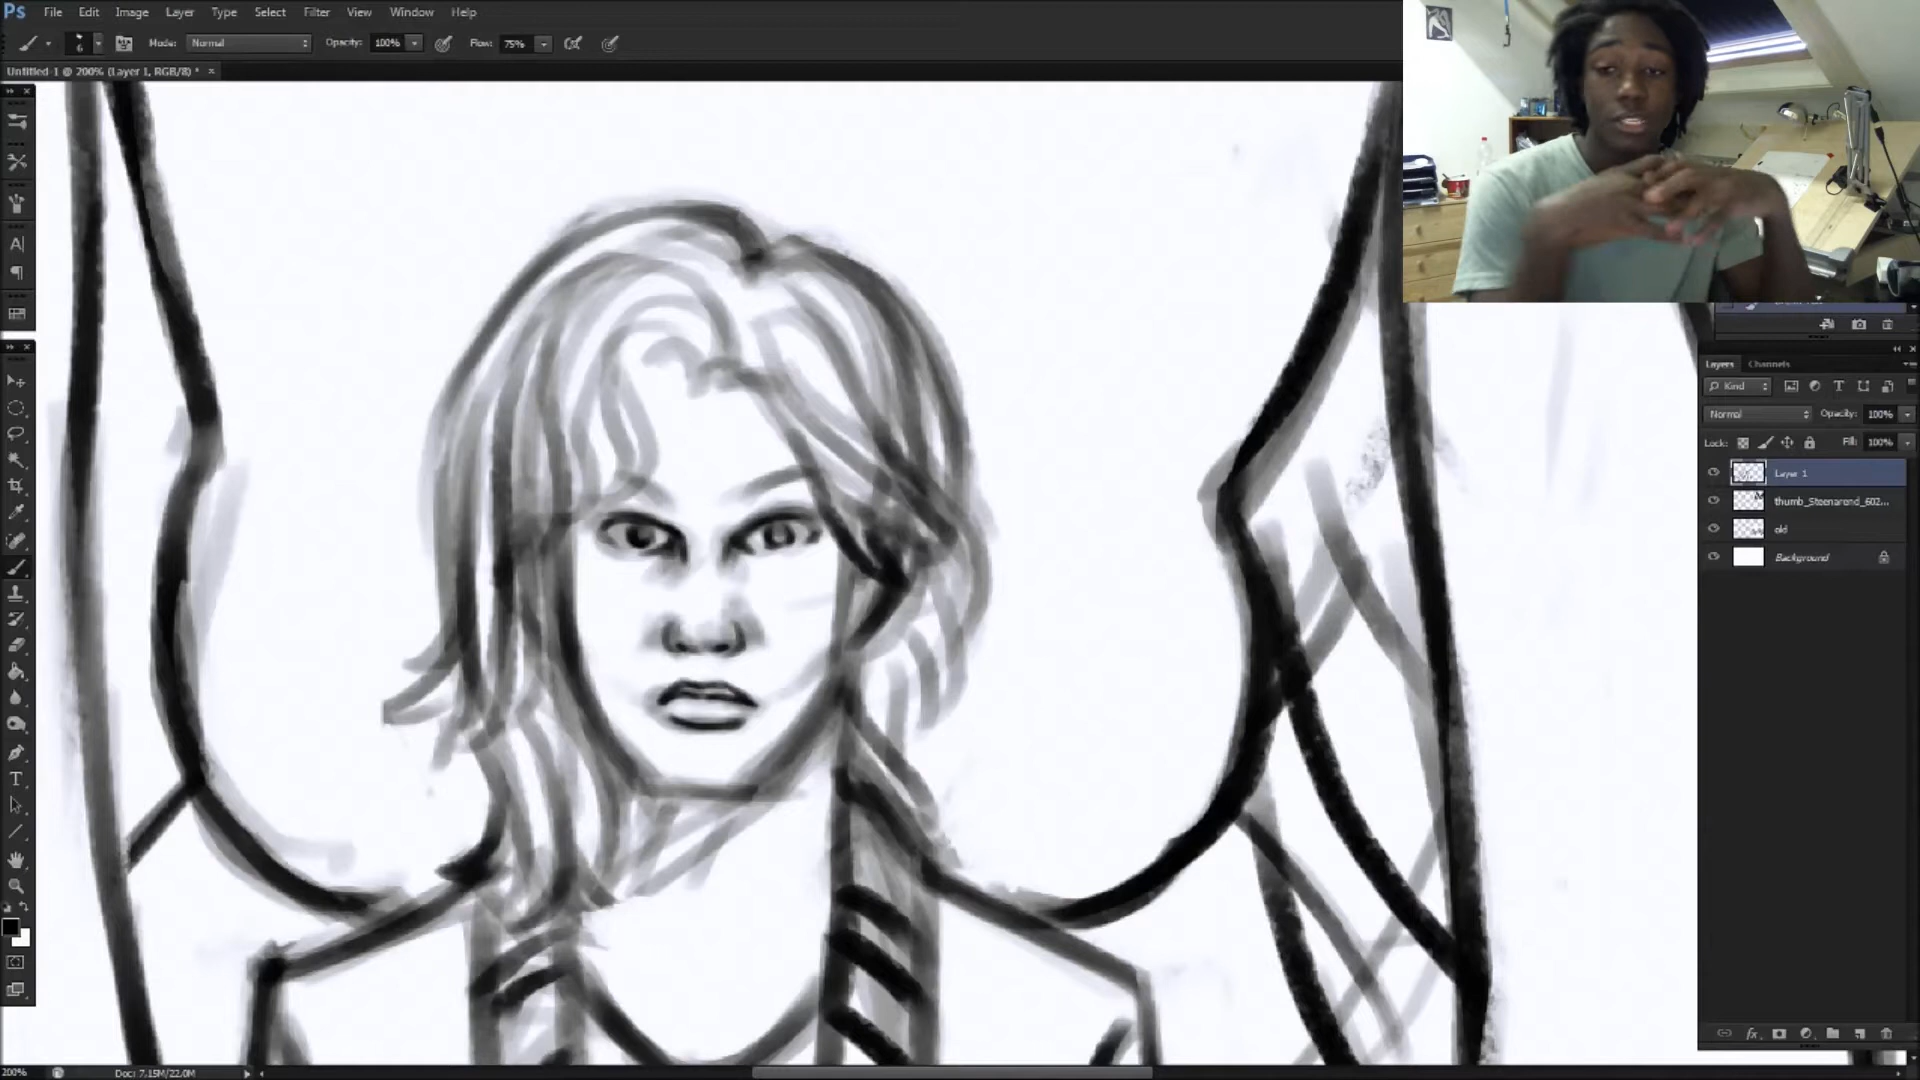 Ps File Edit Image Layer Type Select Filter View Window Help
6 Mode: Normal Opacity: 100% Flow: 75%
Untitled-1 @ 200% (Layer 1, RGB/8) * ×
A|
Layers Channels
Kind T
Normal Opacity: 100%
Lock: Fill: 100%
Layer 1
thumb_Steenarend_602...
old
Background
T
fx
200% Doc: 7.15M/22.0M